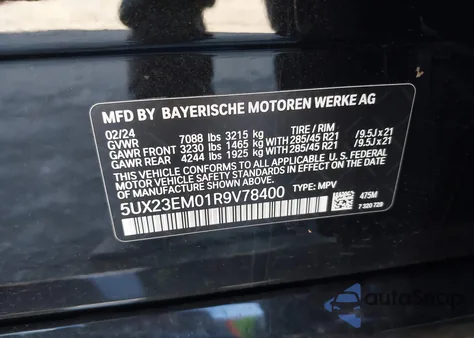 MFD BY BAYERISCHE MOTOREN WERKE AG
02/24
GVWR 7088 lbs 3215 kg TIRE / RIM
GAWR FRONT 3230 lbs 1465 kg WITH 285/45 R21 /9.5J x 21
GAWR REAR 4244 lbs 1925 kg WITH 285/45 R21 /9.5J x 21
THIS VEHICLE CONFORMS TO ALL APPLICABLE U.S. FEDERAL
MOTOR VEHICLE SAFETY STANDARDS IN EFFECT ON THE DATE
OF MANUFACTURE SHOWN ABOVE.
5UX23EM01R9V78400 TYPE: MPV
475M
7 320 729
autoSnap